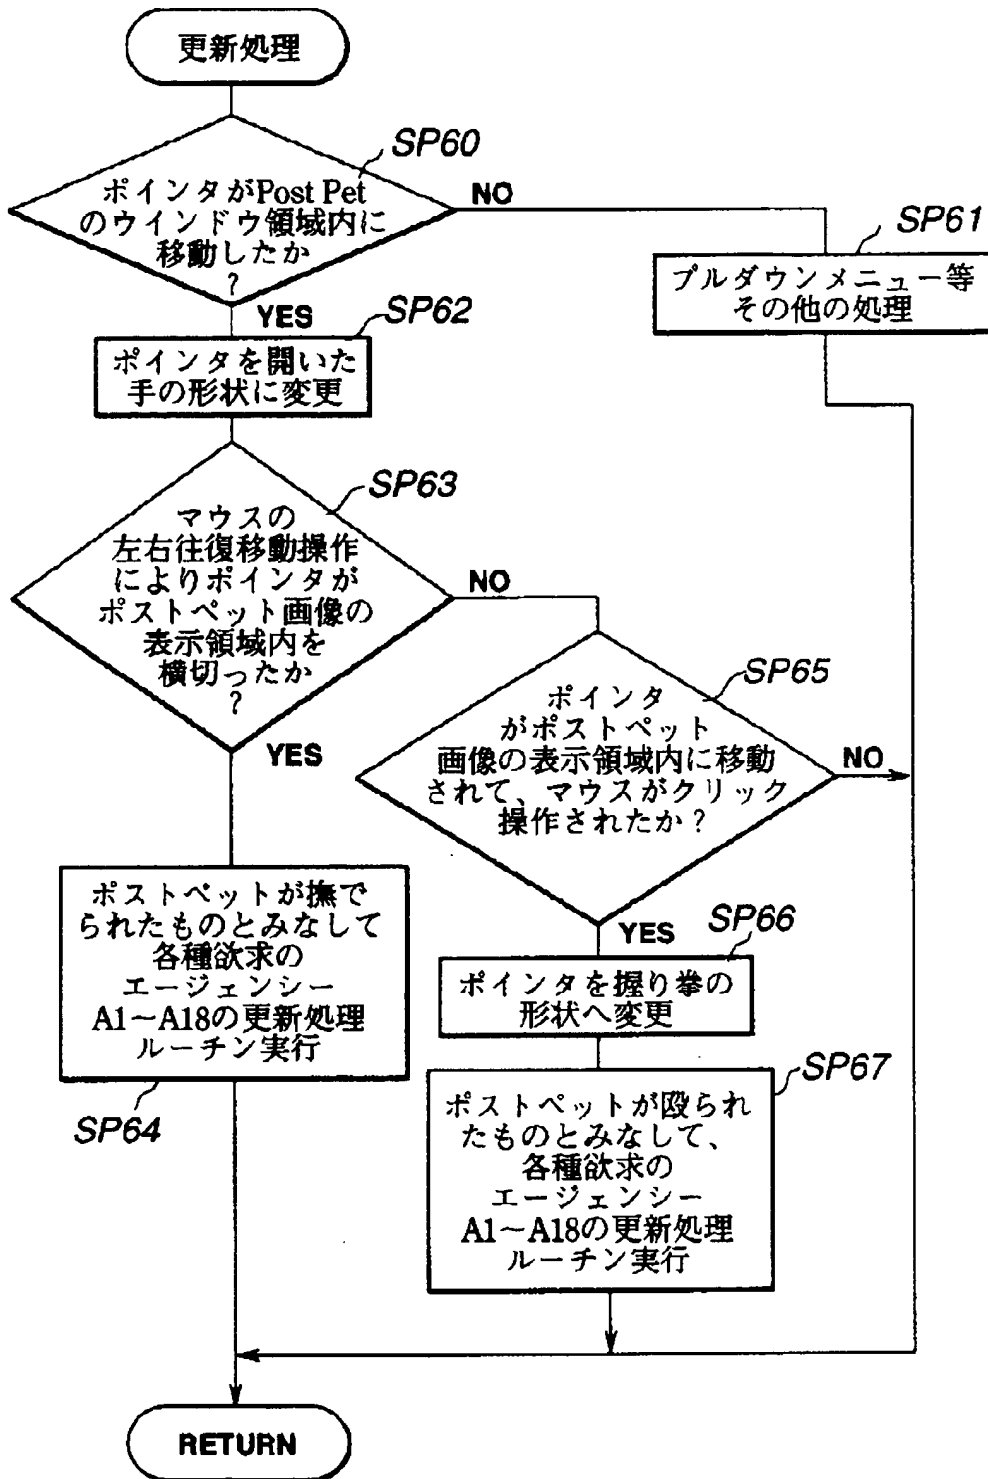 更新処理
SP60
ポインタがPost Pet
のウインドウ領域内に
移動したか
?
NO
YES
SP61
プルダウンメニュー等
その他の処理
SP62
ポインタを開いた
手の形状に変更
SP63
マウスの
左右往復移動操作
によりポインタが
ポストペット画像の
表示領域内を
横切ったか
?
NO
YES
SP65
ポインタ
がポストペット
画像の表示領域内に移動
されて、マウスがクリック
操作されたか?
NO
YES
ポストペットが撫で
られたものとみなして
各種欲求の
エージェンシー
A1〜A18の更新処理
ルーチン実行
SP64
SP66
ポインタを握り拳の
形状へ変更
SP67
ポストペットが殴られ
たものとみなして、
各種欲求の
エージェンシー
A1〜A18の更新処理
ルーチン実行
RETURN